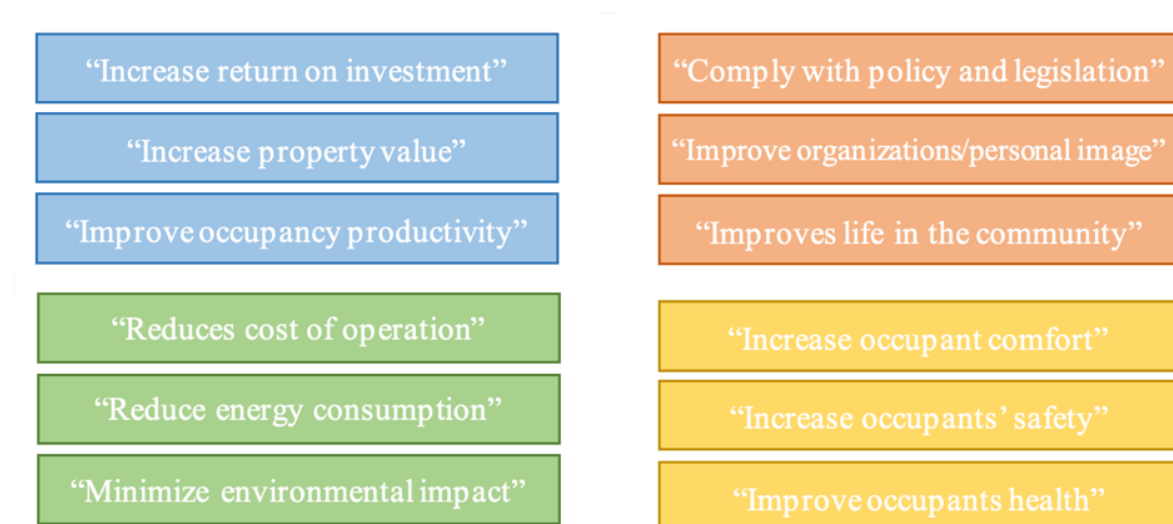 “Increase return on investment”
“Increase property value”
“Improve occupancy productivity”
“Reduces cost of operation”
“Reduce energy consumption”
“Minimize environmental impact”
“Comply with policy and legislation”
“Improve organizations/personal image”
“Improves life in the community”
“Increase occupant comfort”
“Increase occupants’ safety”
“Improve occupants health”